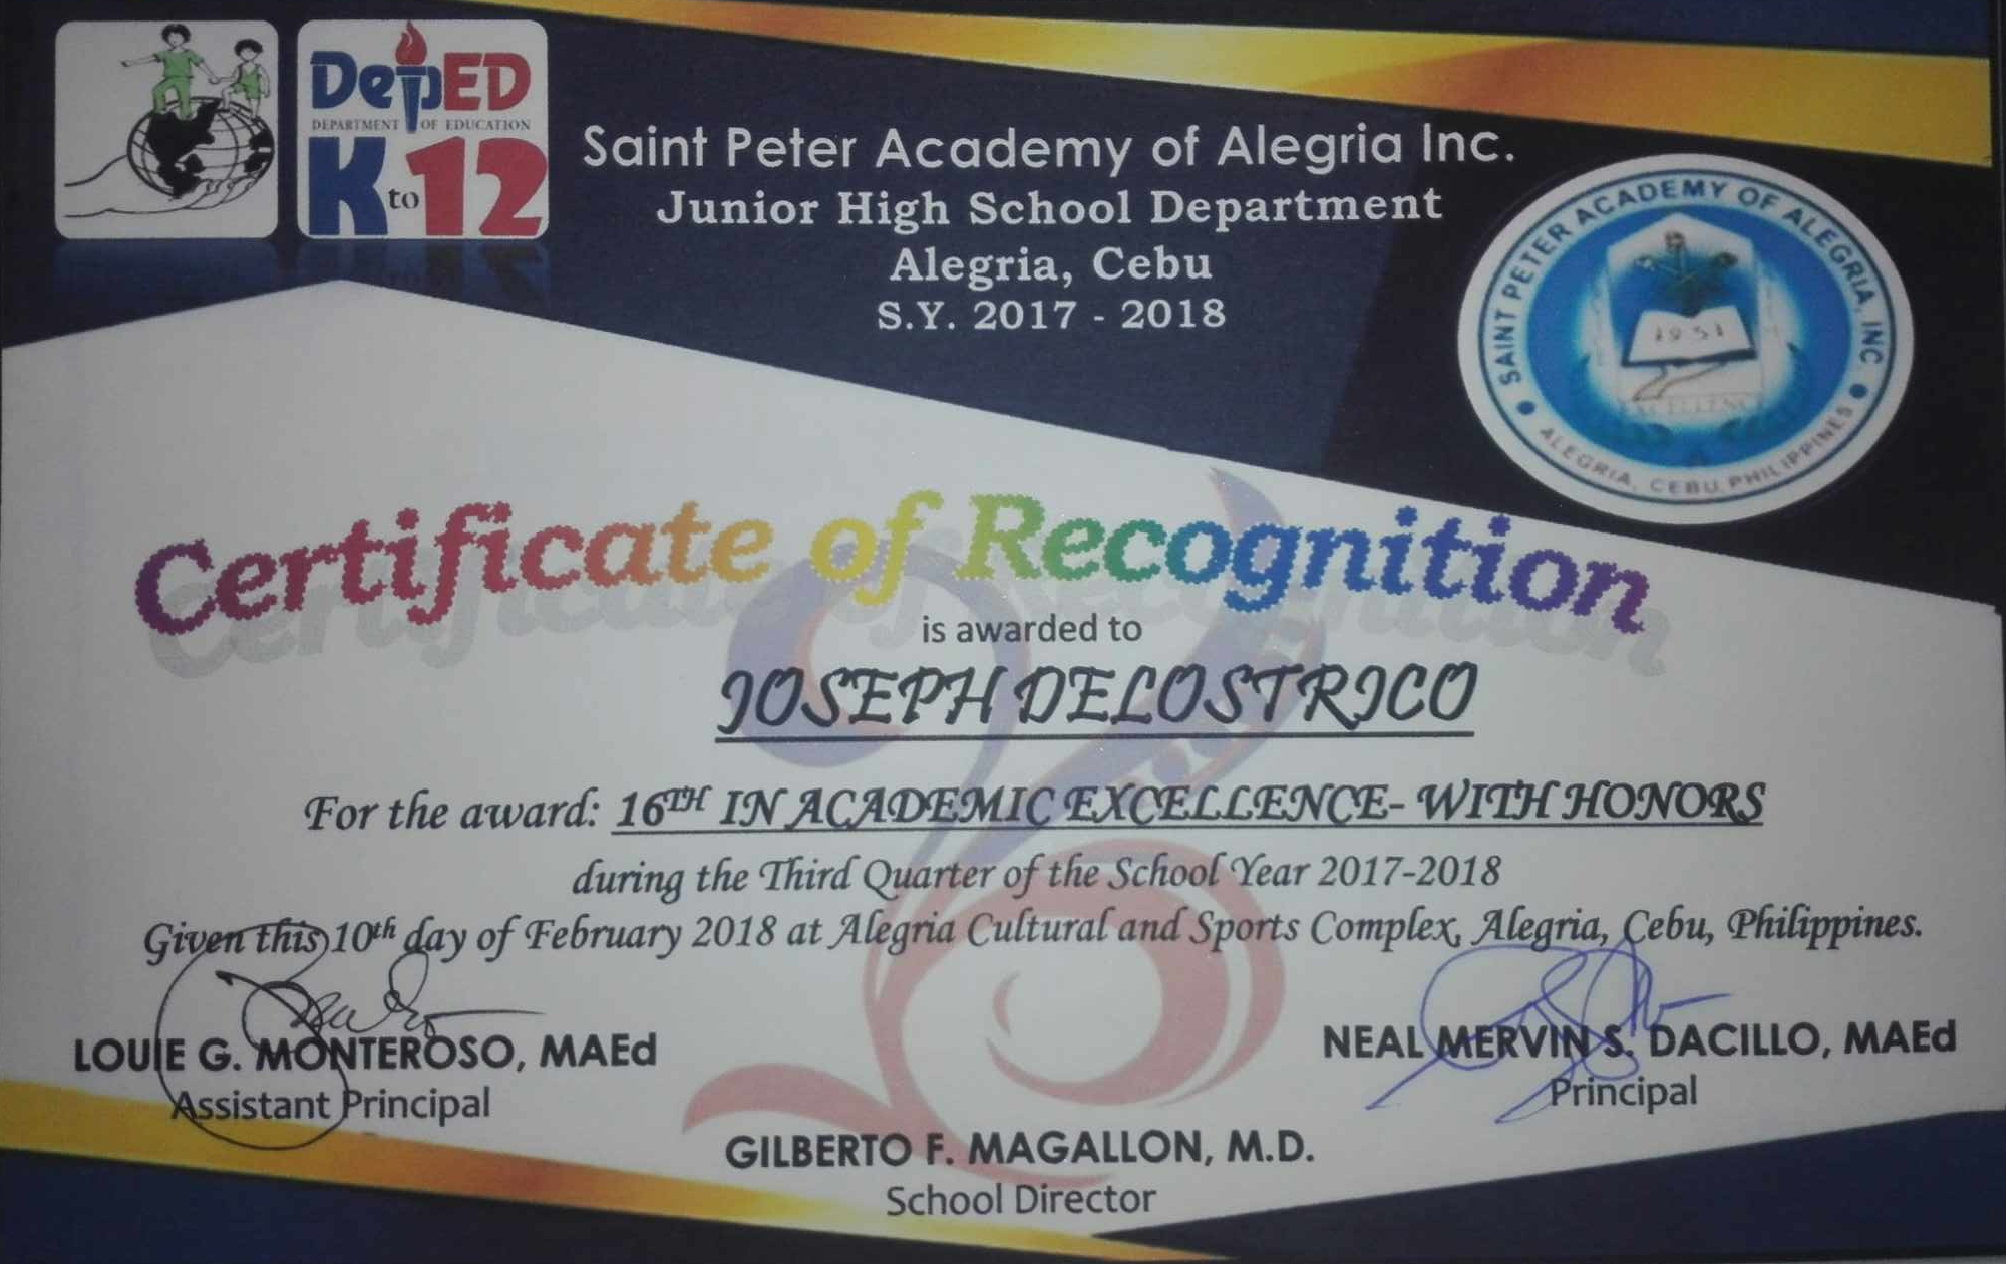 DepED
DEPARTMENT OF EDUCATION
K to 12
Saint Peter Academy of Alegria Inc.
Junior High School Department
Alegria, Cebu
S.Y. 2017 - 2018
SAINT PETER ACADEMY OF ALEGRIA, INC
1951
EXCELLENCE
ALEGRIA, CEBU, PHILIPPINES
Certificate of Recognition
is awarded to
JOSEPH DELOSTRICO
For the award: 16TH IN ACADEMIC EXCELLENCE- WITH HONORS
during the Third Quarter of the School Year 2017-2018
Given this 10th day of February 2018 at Alegria Cultural and Sports Complex, Alegria, Cebu, Philippines.
LOUIE G. MONTEROSO, MAEd
Assistant Principal
NEAL MERVIN S. DACILLO, MAEd
Principal
GILBERTO F. MAGALLON, M.D.
School Director